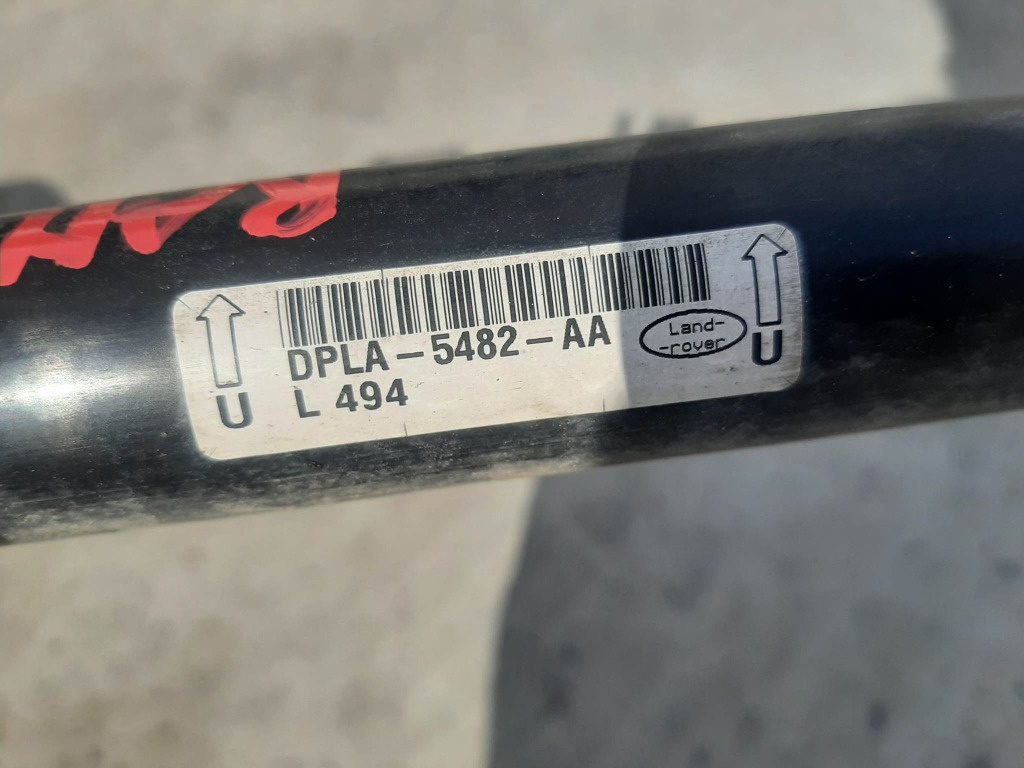 DPLA-5482-AA
L 494
Land-
-rover
U
U